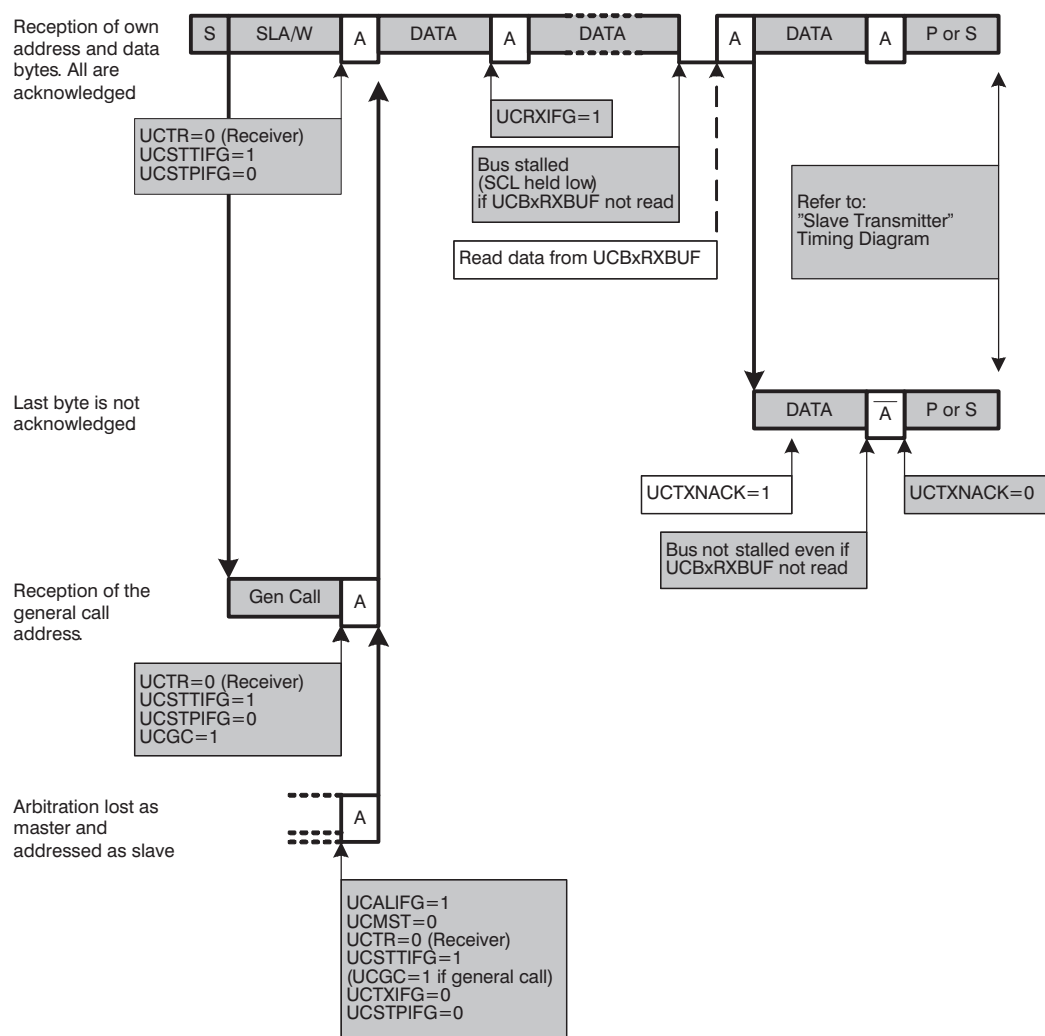 Reception of own
address and data
bytes. All are
acknowledged
S SLA/W A DATA A DATA A DATA A P or S
UCTR=0 (Receiver)
UCSTTIFG=1
UCSTPIFG=0
UCRXIFG=1
Bus stalled
(SCL held low)
if UCBxRXBUF not read
Read data from UCBxRXBUF
Refer to:
”Slave Transmitter”
Timing Diagram
Last byte is not
acknowledged
DATA A P or S
UCTXNACK=1
UCTXNACK=0
Bus not stalled even if
UCBxRXBUF not read
Reception of the
general call
address.
Gen Call A
UCTR=0 (Receiver)
UCSTTIFG=1
UCSTPIFG=0
UCGC=1
Arbitration lost as
master and
addressed as slave
A
UCALIFG=1
UCMST=0
UCTR=0 (Receiver)
UCSTTIFG=1
(UCGC=1 if general call)
UCTXIFG=0
UCSTPIFG=0